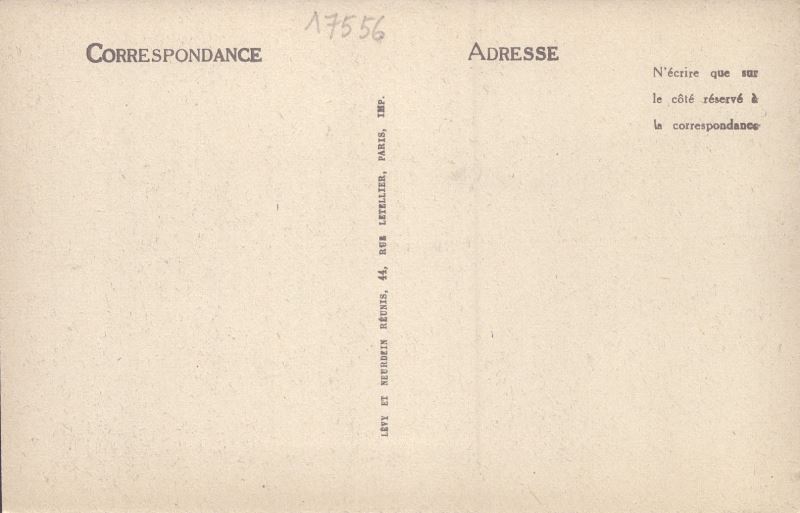 17556
CORRESPONDANCE
ADRESSE
N'écrire que sur
le côté réservé à
la correspondance
LÉVY ET NEURDEIN RÉUNIS, 44, RUE LETELLIER, PARIS, IMP.